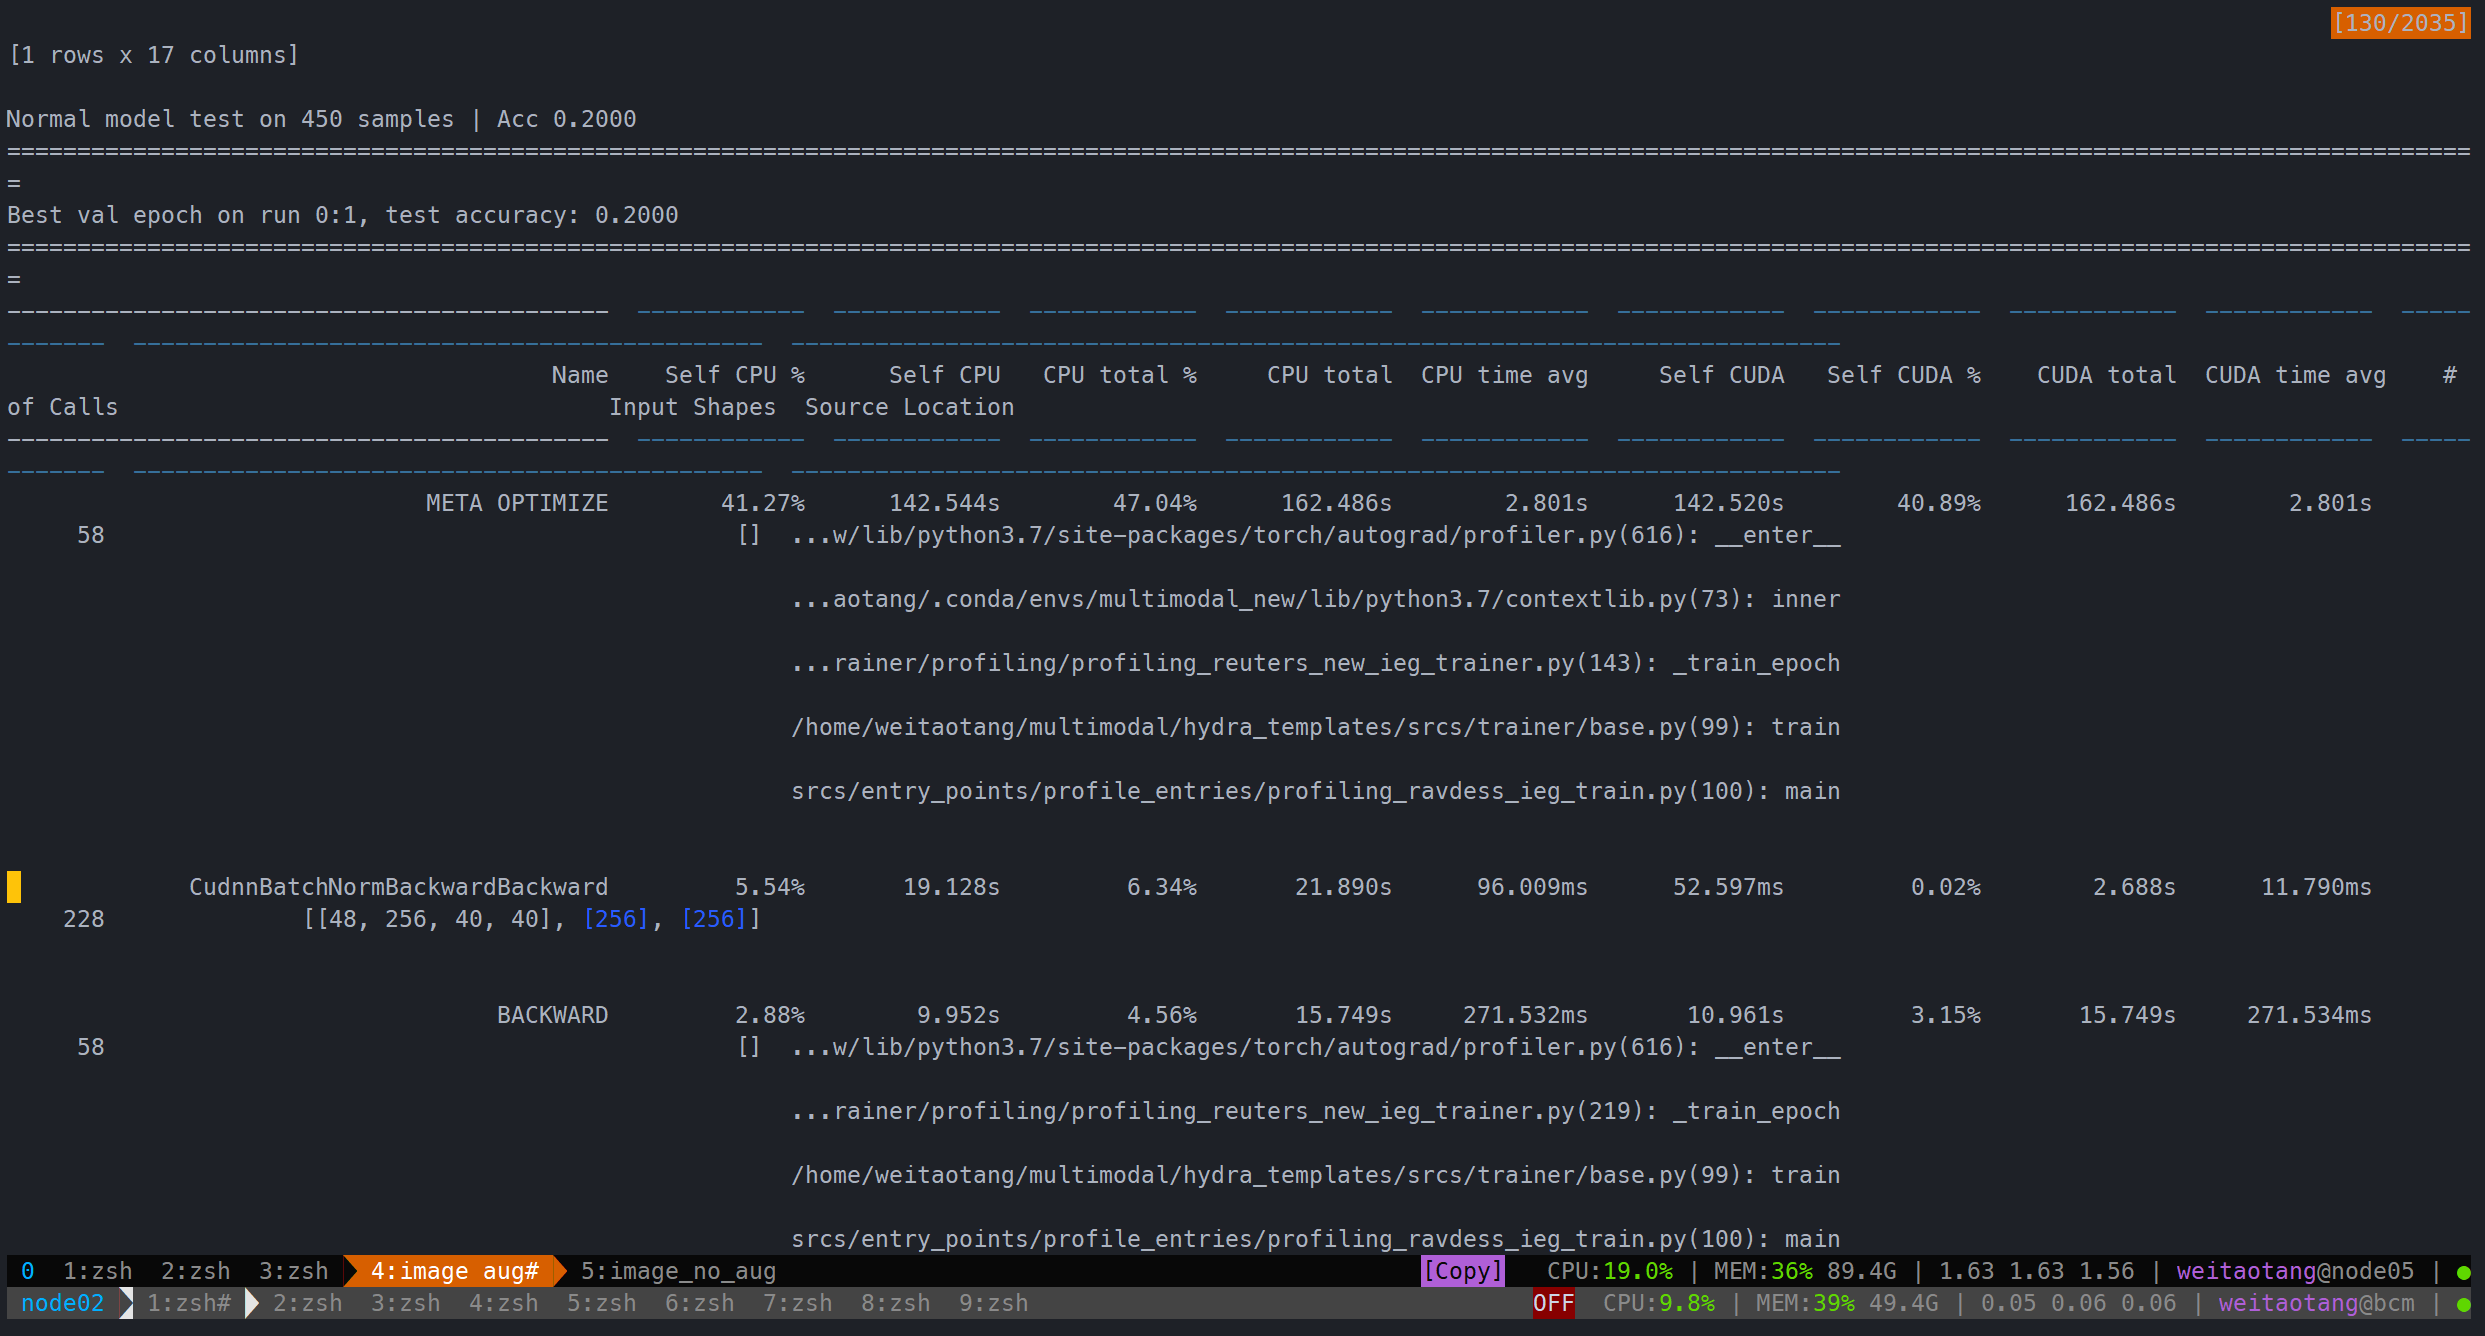 [130/2035]
[1 rows x 17 columns]
Normal model test on 450 samples | Acc 0.2000
================================================================================================================================================================================
=
Best val epoch on run 0:1, test accuracy: 0.2000
================================================================================================================================================================================
=
-------------------------------------------  ------------  ------------  ------------  ------------  ------------  ------------  ------------  ------------  ------------  -----
-------  ---------------------------------------------  ---------------------------------------------------------------------------
Name    Self CPU %      Self CPU   CPU total %     CPU total  CPU time avg     Self CUDA   Self CUDA %    CUDA total  CUDA time avg    #
of Calls                                   Input Shapes  Source Location
-------------------------------------------  ------------  ------------  ------------  ------------  ------------  ------------  ------------  ------------  ------------  -----
-------  ---------------------------------------------  ---------------------------------------------------------------------------
META OPTIMIZE        41.27%      142.544s        47.04%      162.486s        2.801s      142.520s        40.89%      162.486s        2.801s
58                                             []  ...w/lib/python3.7/site-packages/torch/autograd/profiler.py(616): __enter__
...aotang/.conda/envs/multimodal_new/lib/python3.7/contextlib.py(73): inner
...rainer/profiling/profiling_reuters_new_ieg_trainer.py(143): _train_epoch
/home/weitaotang/multimodal/hydra_templates/srcs/trainer/base.py(99): train
srcs/entry_points/profile_entries/profiling_ravdess_ieg_train.py(100): main
CudnnBatchNormBackwardBackward         5.54%       19.128s         6.34%       21.890s      96.009ms      52.597ms         0.02%        2.688s      11.790ms
228              [[48, 256, 40, 40], [256], [256]]
BACKWARD         2.88%        9.952s         4.56%       15.749s     271.532ms       10.961s         3.15%       15.749s     271.534ms
58                                             []  ...w/lib/python3.7/site-packages/torch/autograd/profiler.py(616): __enter__
...rainer/profiling/profiling_reuters_new_ieg_trainer.py(219): _train_epoch
/home/weitaotang/multimodal/hydra_templates/srcs/trainer/base.py(99): train
srcs/entry_points/profile_entries/profiling_ravdess_ieg_train.py(100): main
0  1:zsh  2:zsh  3:zsh  4:image aug#  5:image_no_aug  [Copy]  CPU:19.0% | MEM:36% 89.4G | 1.63 1.63 1.56 | weitaotang@node05 | ●
node02  1:zsh#  2:zsh  3:zsh  4:zsh  5:zsh  6:zsh  7:zsh  8:zsh  9:zsh  OFF  CPU:9.8% | MEM:39% 49.4G | 0.05 0.06 0.06 | weitaotang@bcm | ●